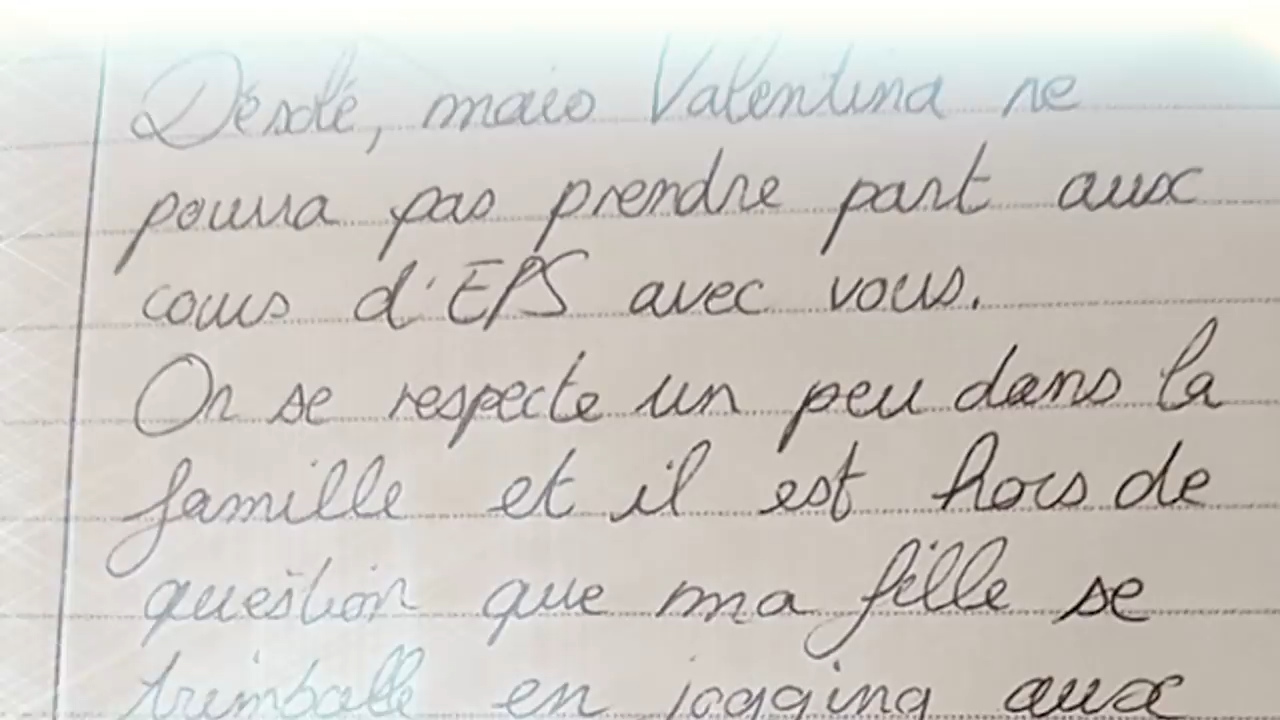 Désolé, mais Valentina ne
pourra pas prendre part aux
cours d'EPS avec vous.
On se respecte un peu dans la
famille et il est hors de
question que ma fille se
trimballe en jogging aux